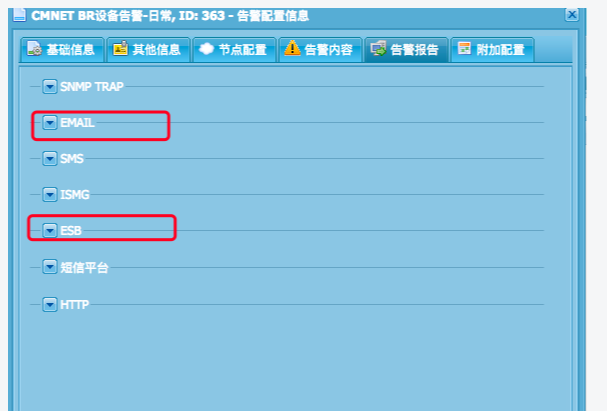 CMNET BR设备告警-日常, ID: 363 - 告警配置信息
基础信息 其他信息 节点配置 告警内容 告警报告 附加配置
SNMP TRAP
EMAIL
SMS
ISMG
ESB
短信平台
HTTP